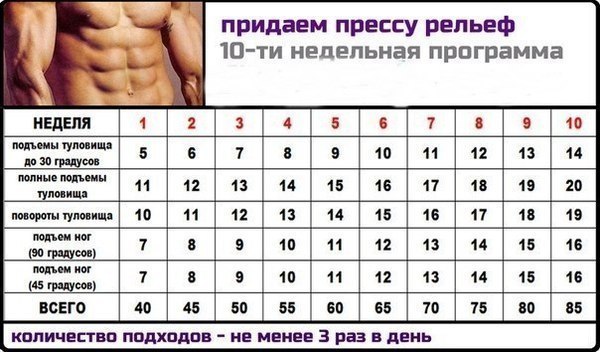 придаем прессу рельеф
10-ти недельная программа
НЕДЕЛЯ 1 2 3 4 5 6 7 8 9 10
подъемы туловища
до 30 градусов 5 6 7 8 9 10 11 12 13 14
полные подъемы
туловища 11 12 13 14 15 16 17 18 19 20
повороты туловища 10 11 12 13 14 15 16 17 18 19
подъем ног
(90 градусов) 7 8 9 10 11 12 13 14 15 16
подъем ног
(45 градусов) 7 8 9 10 11 12 13 14 15 16
ВСЕГО 40 45 50 55 60 65 70 75 80 85
количество подходов - не менее 3 раз в день